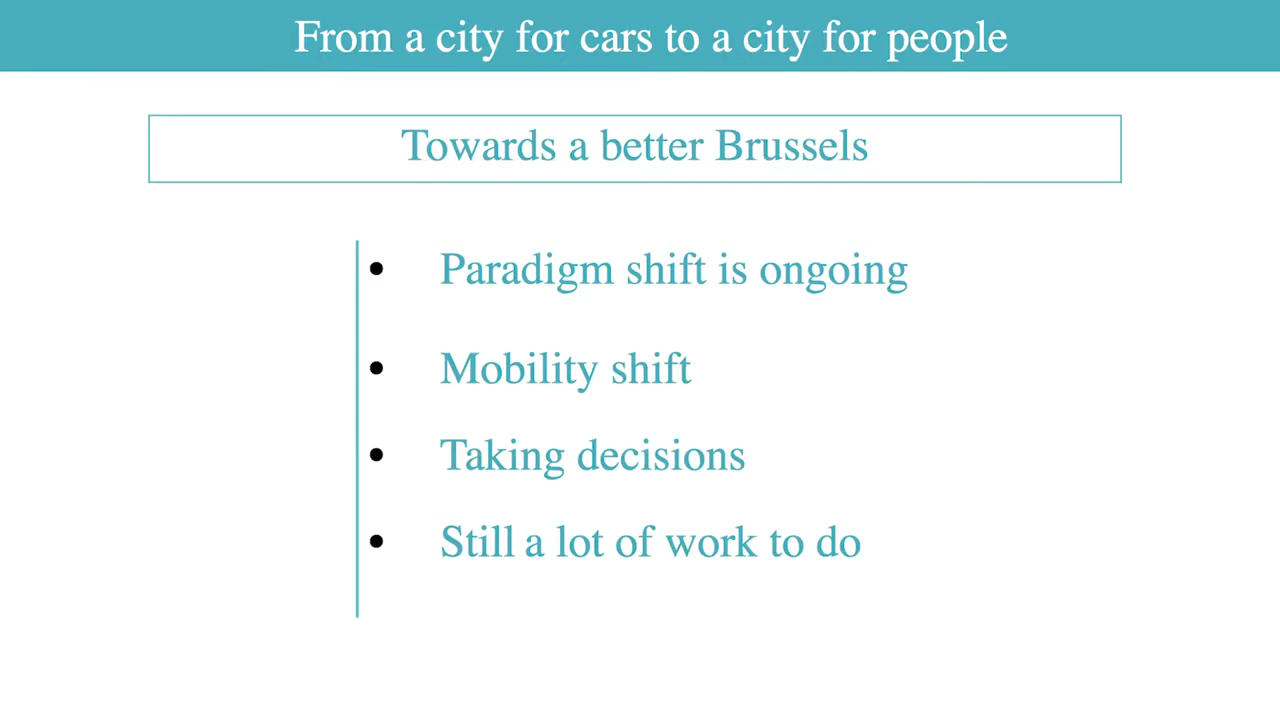 From a city for cars to a city for people
Towards a better Brussels
• Paradigm shift is ongoing
• Mobility shift
• Taking decisions
• Still a lot of work to do